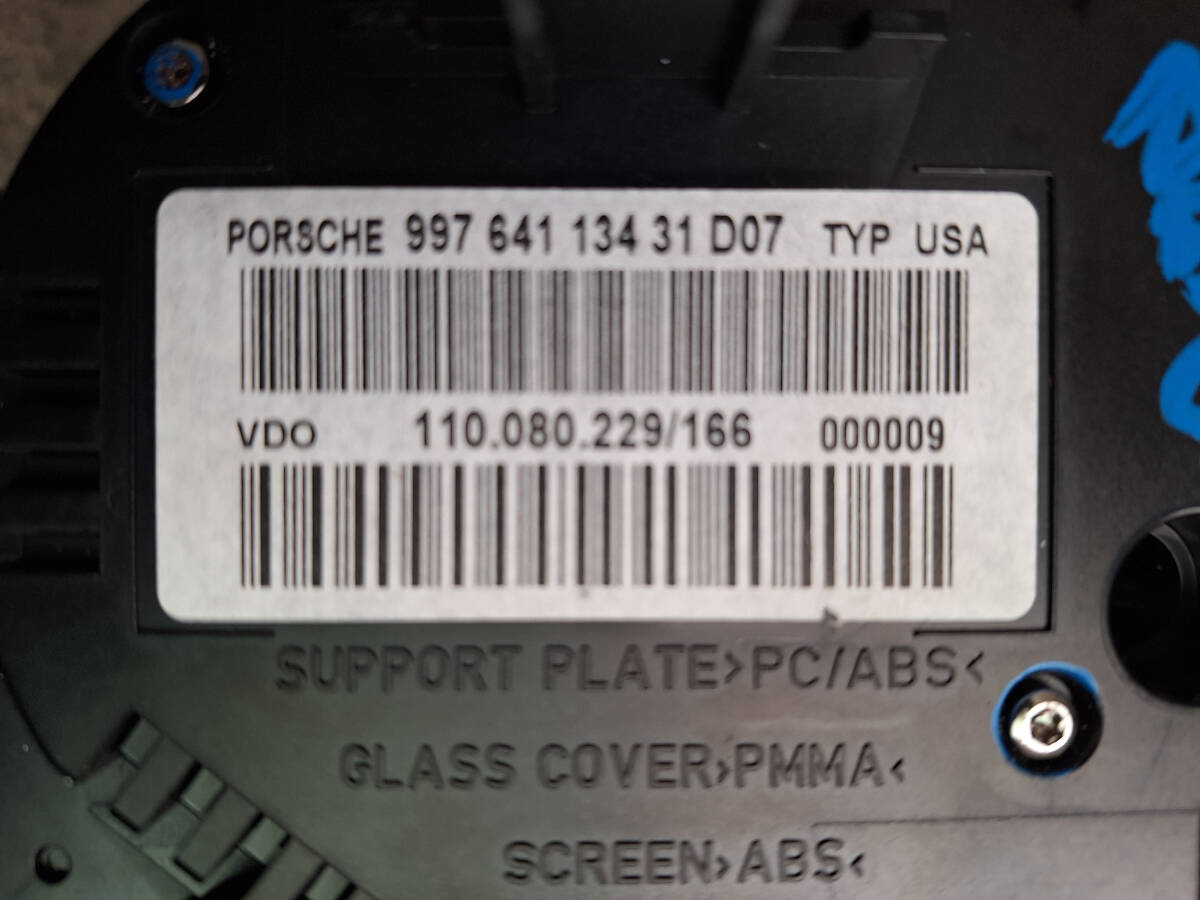 PORSCHE 997 641 134 31 D07 TYP USA
VDO 110.080.229/166 000009
SUPPORT PLATE>PC/ABS<
GLASS COVER>PMMA<
SCREEN>ABS<